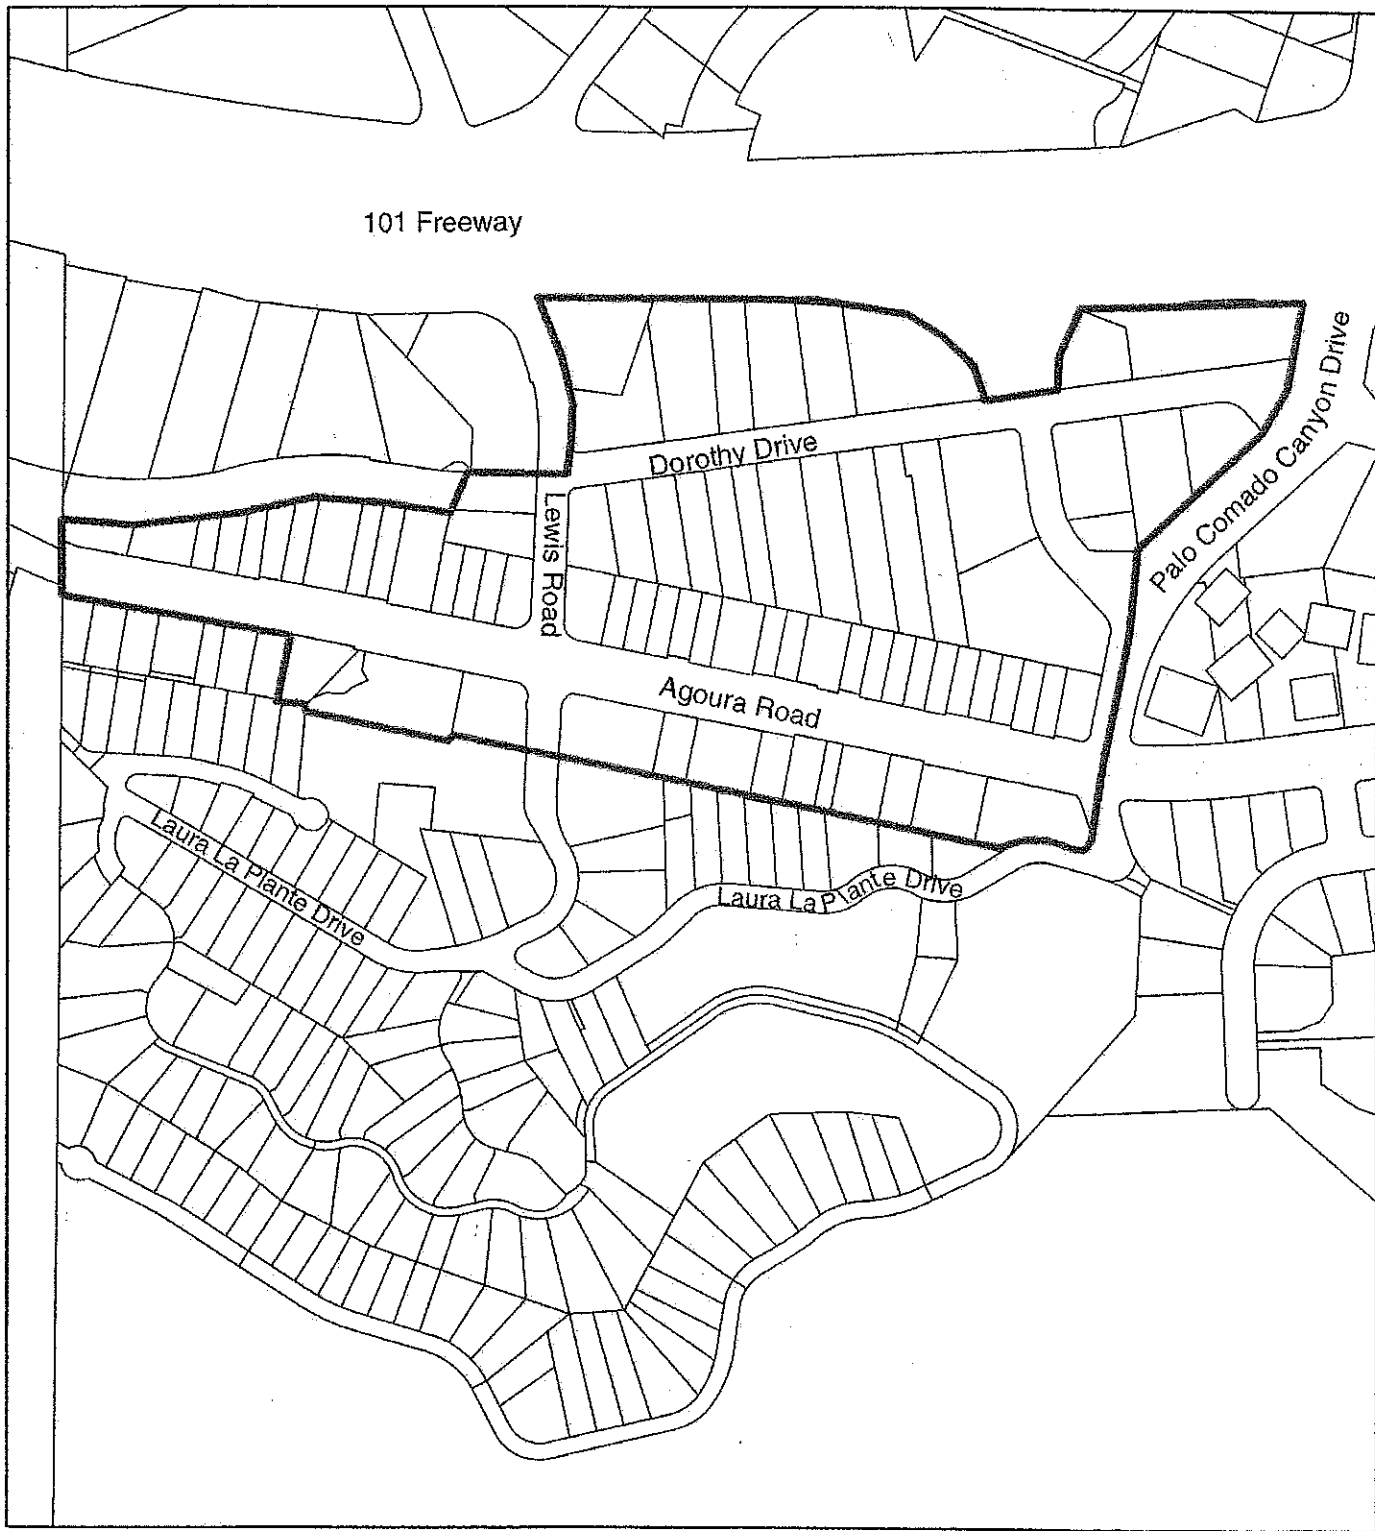 101 Freeway
Palo Comado Canyon Drive
Dorothy Drive
Lewis Road
Agoura Road
Laura La Plante Drive
Laura La Plante Drive